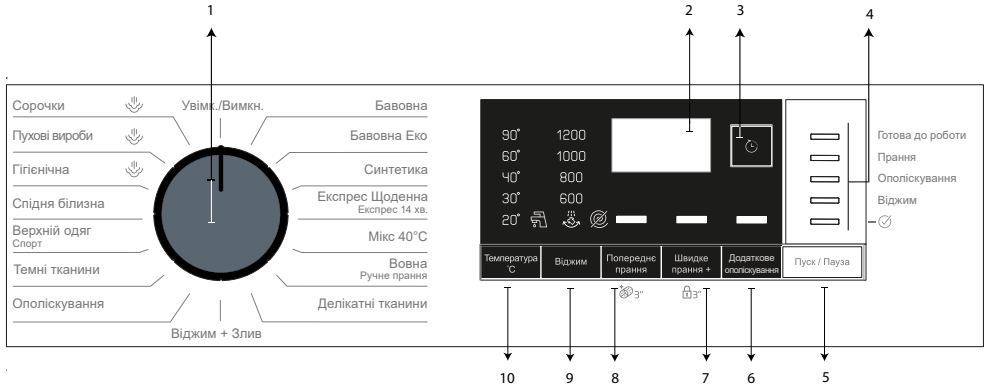 1
2
3
4
Сорочки
Увімк./Вимкн.
Бавовна
Пухові вироби
Бавовна Еко
Гігієнічна
Синтетика
Спідня білизна
Експрес Щоденна
Експрес 14 хв.
Верхній одяг
Спорт
Мікс 40°C
Темні тканини
Вовна
Ручне прання
Ополіскування
Делікатні тканини
Віджим + Злив
90° 1200
60° 1000
40° 800
30° 600
20°
Готова до роботи
Прання
Ополіскування
Віджим
Температура
˚C
Віджим
Попереднє
прання
Швидке
прання +
Додаткове
ополіскування
Пуск / Пауза
3"
3"
10
9
8
7
6
5